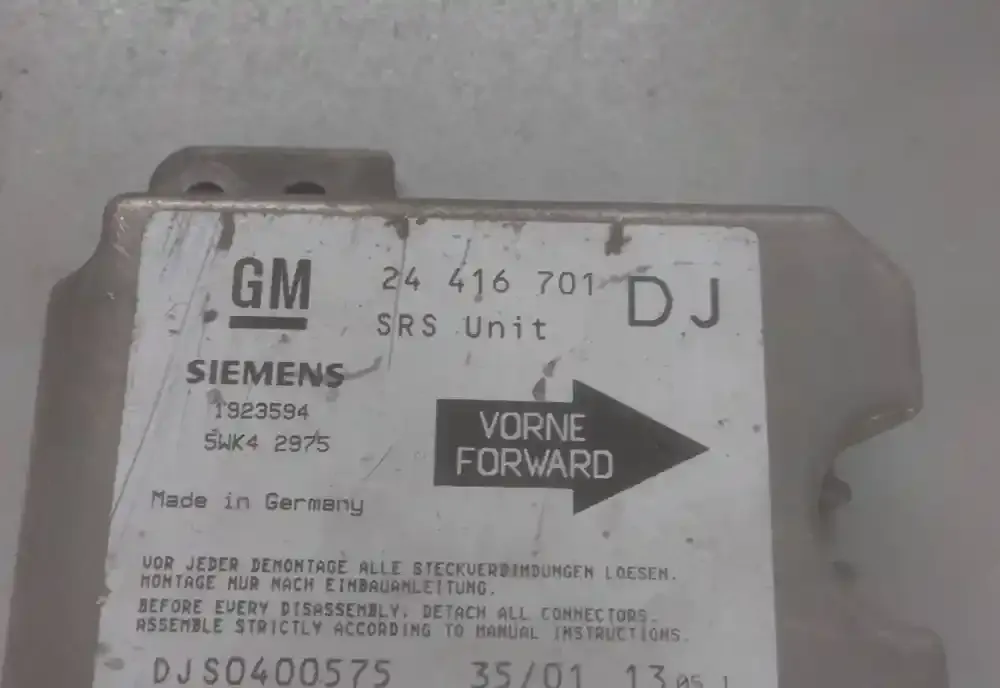 GM 24 416 701 DJ
SRS Unit
SIEMENS
1923594
5WK4 2975
VORNE
FORWARD
Made in Germany
VOR JEDER DEMONTAGE ALLE STECKVERBINDUNGEN LOESEN.
MONTAGE NUR NACH EINBAUANLEITUNG.
BEFORE EVERY DISASSEMBLY. DETACH ALL CONNECTORS.
ASSEMBLE STRICTLY ACCORDING TO MANUAL INSTRUCTIONS.
DJS0400575 35/01 13 05